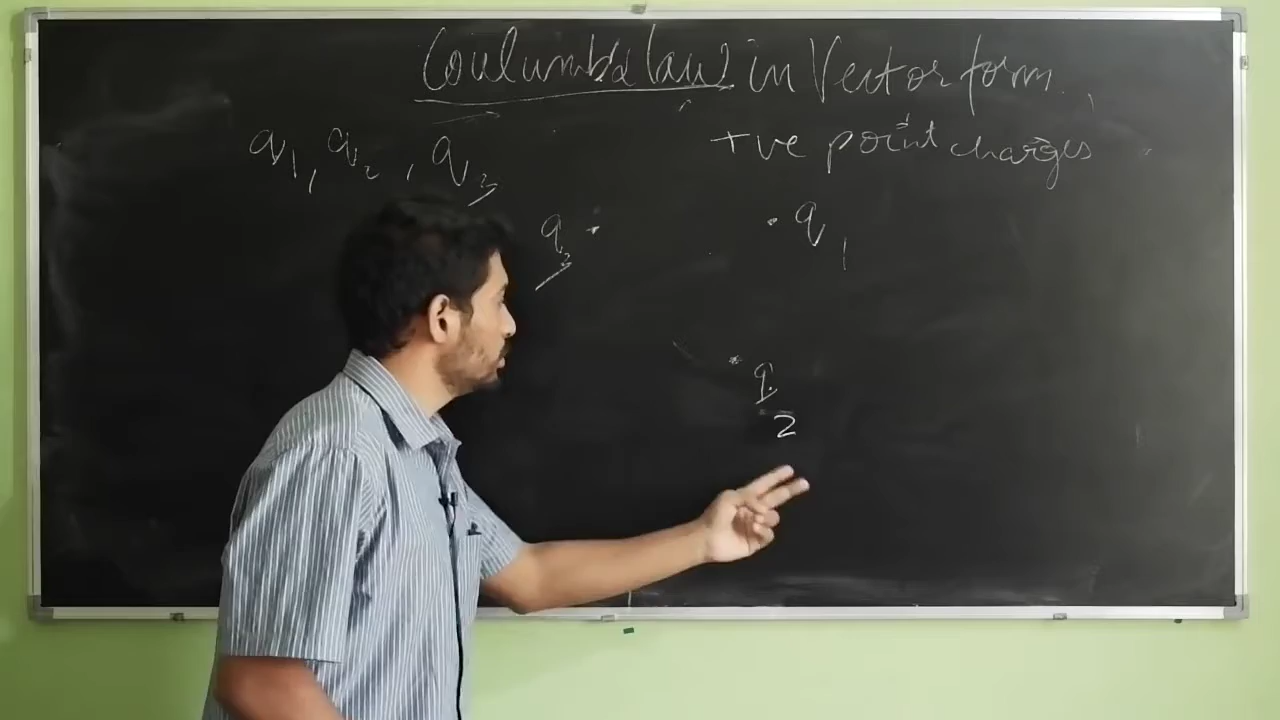 Coulumb's law in Vector form
q1, q2, q3
+ve point charges
q3
q1
q2